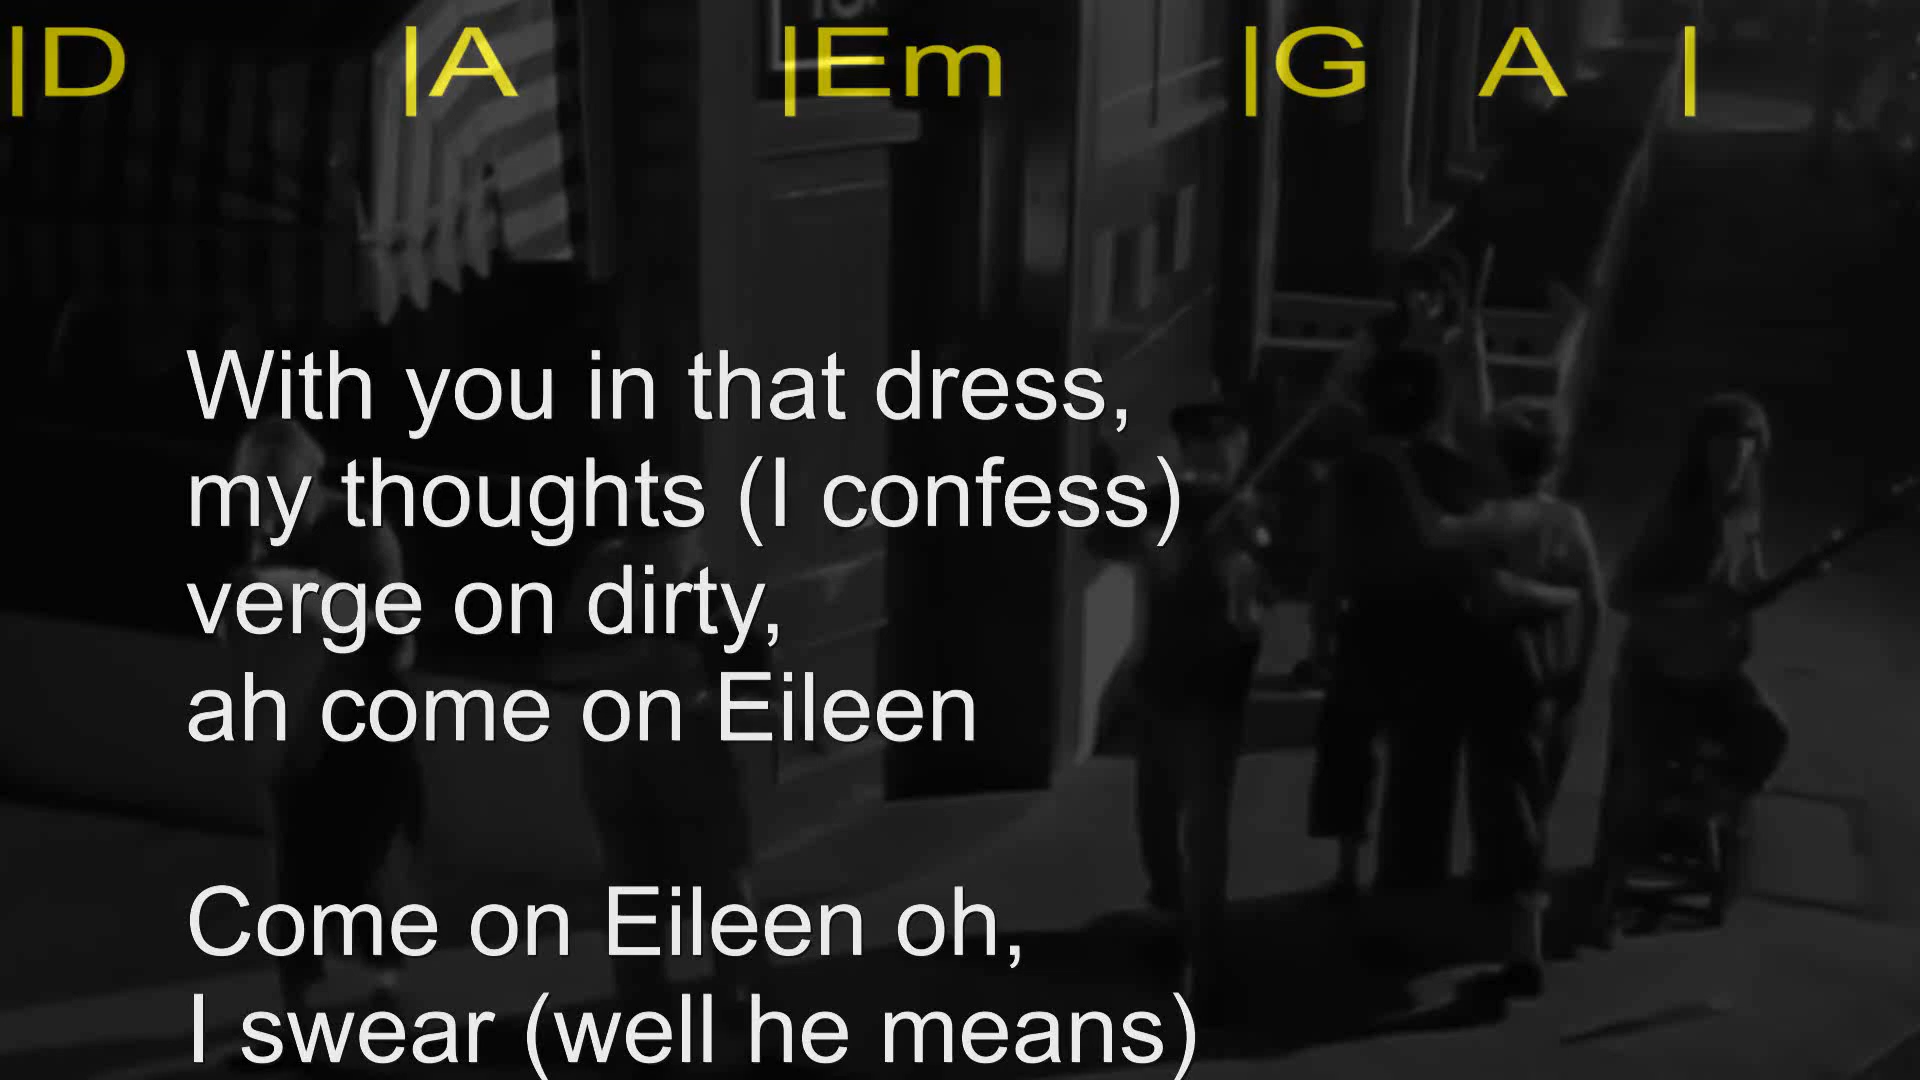 |D |A |Em |G A |
With you in that dress,
my thoughts (I confess)
verge on dirty,
ah come on Eileen
Come on Eileen oh,
I swear (well he means)